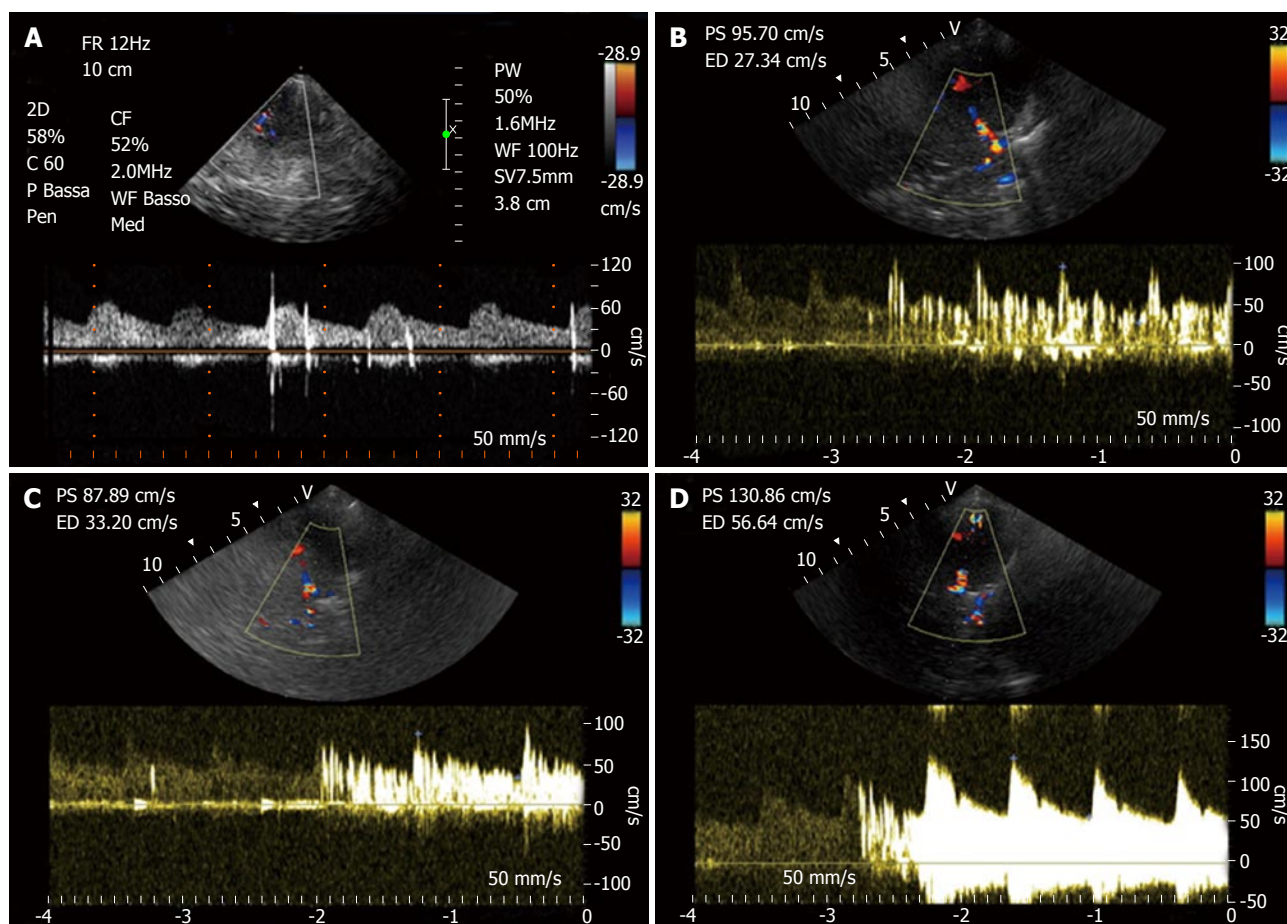 A
FR 12Hz
10 cm
2D
58%
C 60
P Bassa
Pen
CF
52%
2.0MHz
WF Basso
Med
X
PW
50%
1.6MHz
WF 100Hz
SV7.5mm
3.8 cm
-28.9
-28.9
cm/s
120
60
0
-60
-120
cm/s
50 mm/s
B
PS 95.70 cm/s
ED 27.34 cm/s
V
5
10
32
-32
100
50
0
-50
-100
cm/s
50 mm/s
-4
-3
-2
-1
0
C
PS 87.89 cm/s
ED 33.20 cm/s
V
5
10
32
-32
100
50
0
-50
-100
cm/s
50 mm/s
-4
-3
-2
-1
0
D
PS 130.86 cm/s
ED 56.64 cm/s
V
5
10
32
-32
150
100
50
0
-50
cm/s
50 mm/s
-4
-3
-2
-1
0